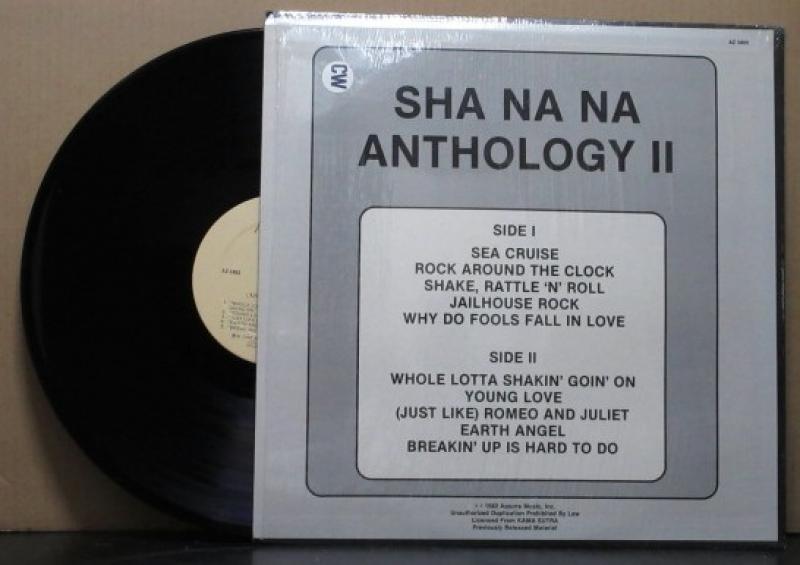 CW
SHA NA NA
ANTHOLOGY II
SIDE I
SEA CRUISE
ROCK AROUND THE CLOCK
SHAKE, RATTLE 'N' ROLL
JAILHOUSE ROCK
WHY DO FOOLS FALL IN LOVE
SIDE II
WHOLE LOTTA SHAKIN' GOIN' ON
YOUNG LOVE
(JUST LIKE) ROMEO AND JULIET
EARTH ANGEL
BREAKIN' UP IS HARD TO DO
Music, Inc.
Unauthorized Duplication Prohibited By Law
Licensed From KAMA SUTRA
Previously Released Material